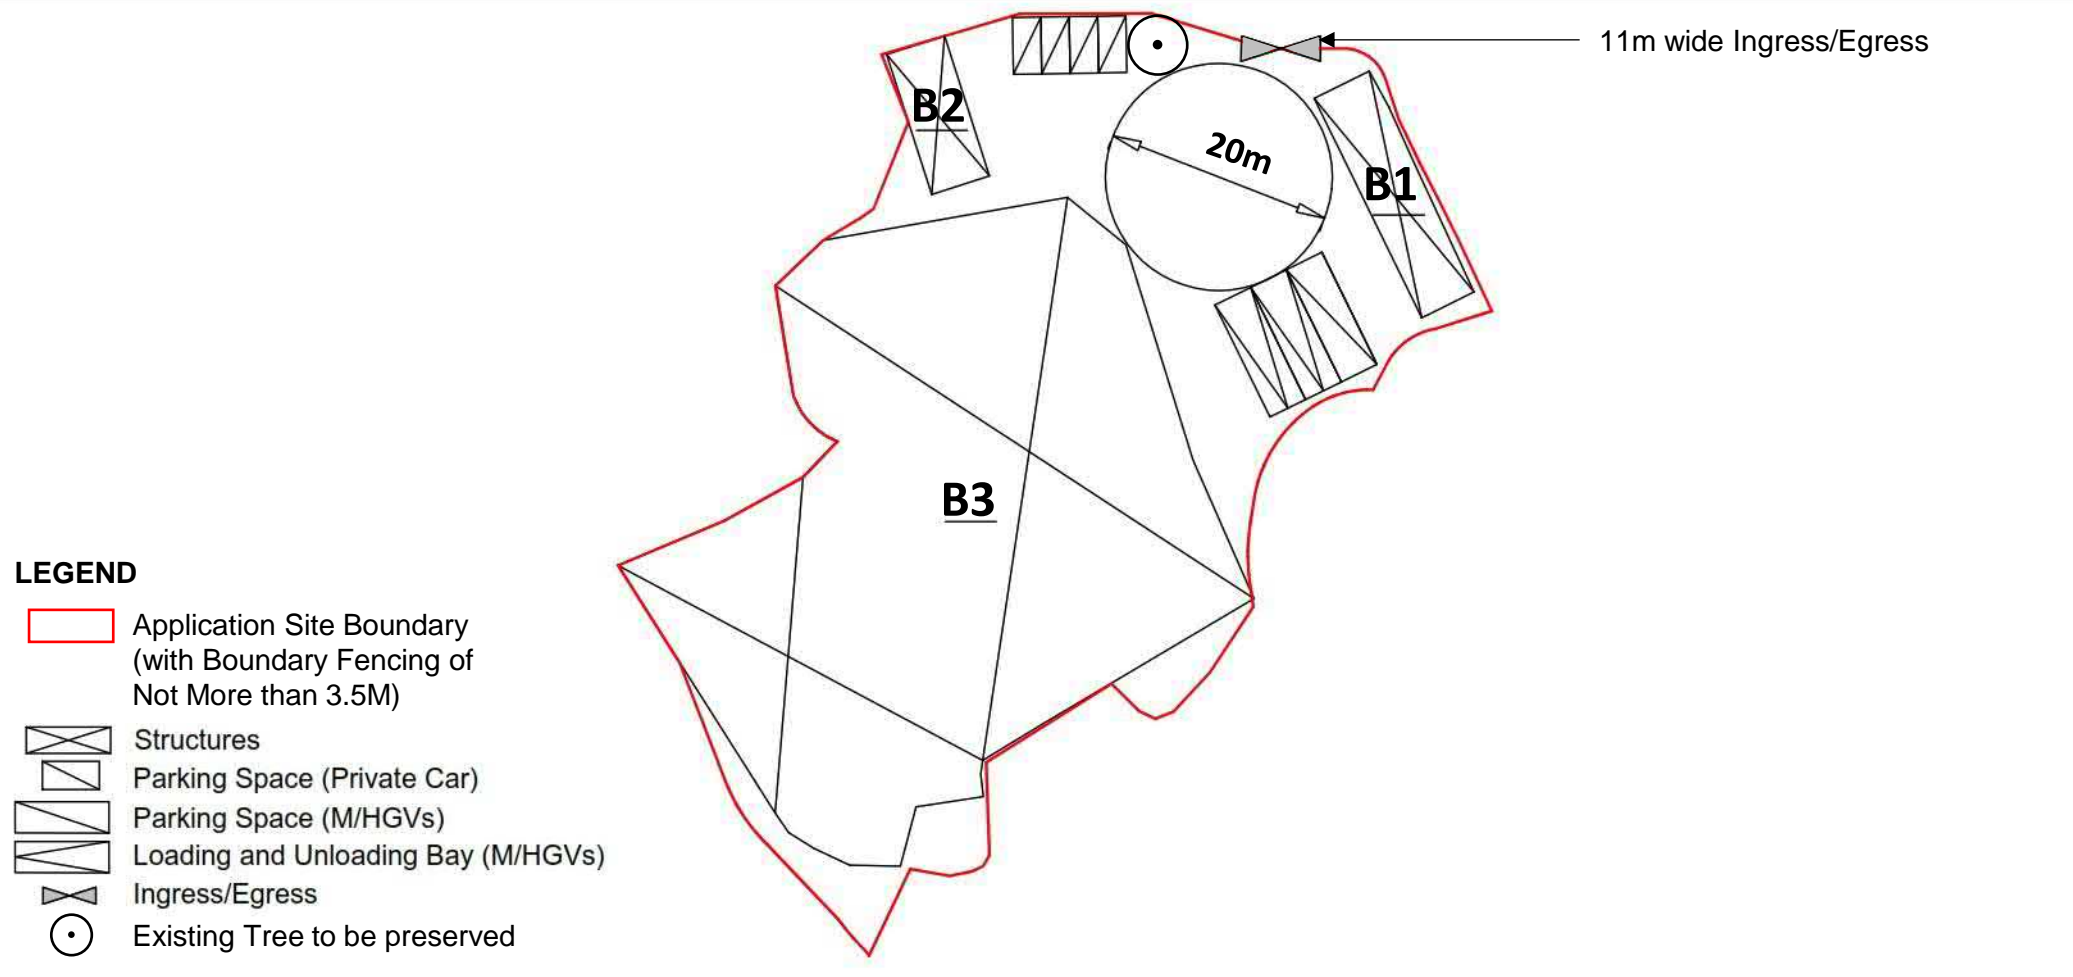 11m wide Ingress/Egress
B2
20m
B1
B3
LEGEND
Application Site Boundary
(with Boundary Fencing of
Not More than 3.5M)
Structures
Parking Space (Private Car)
Parking Space (M/HGVs)
Loading and Unloading Bay (M/HGVs)
Ingress/Egress
Existing Tree to be preserved